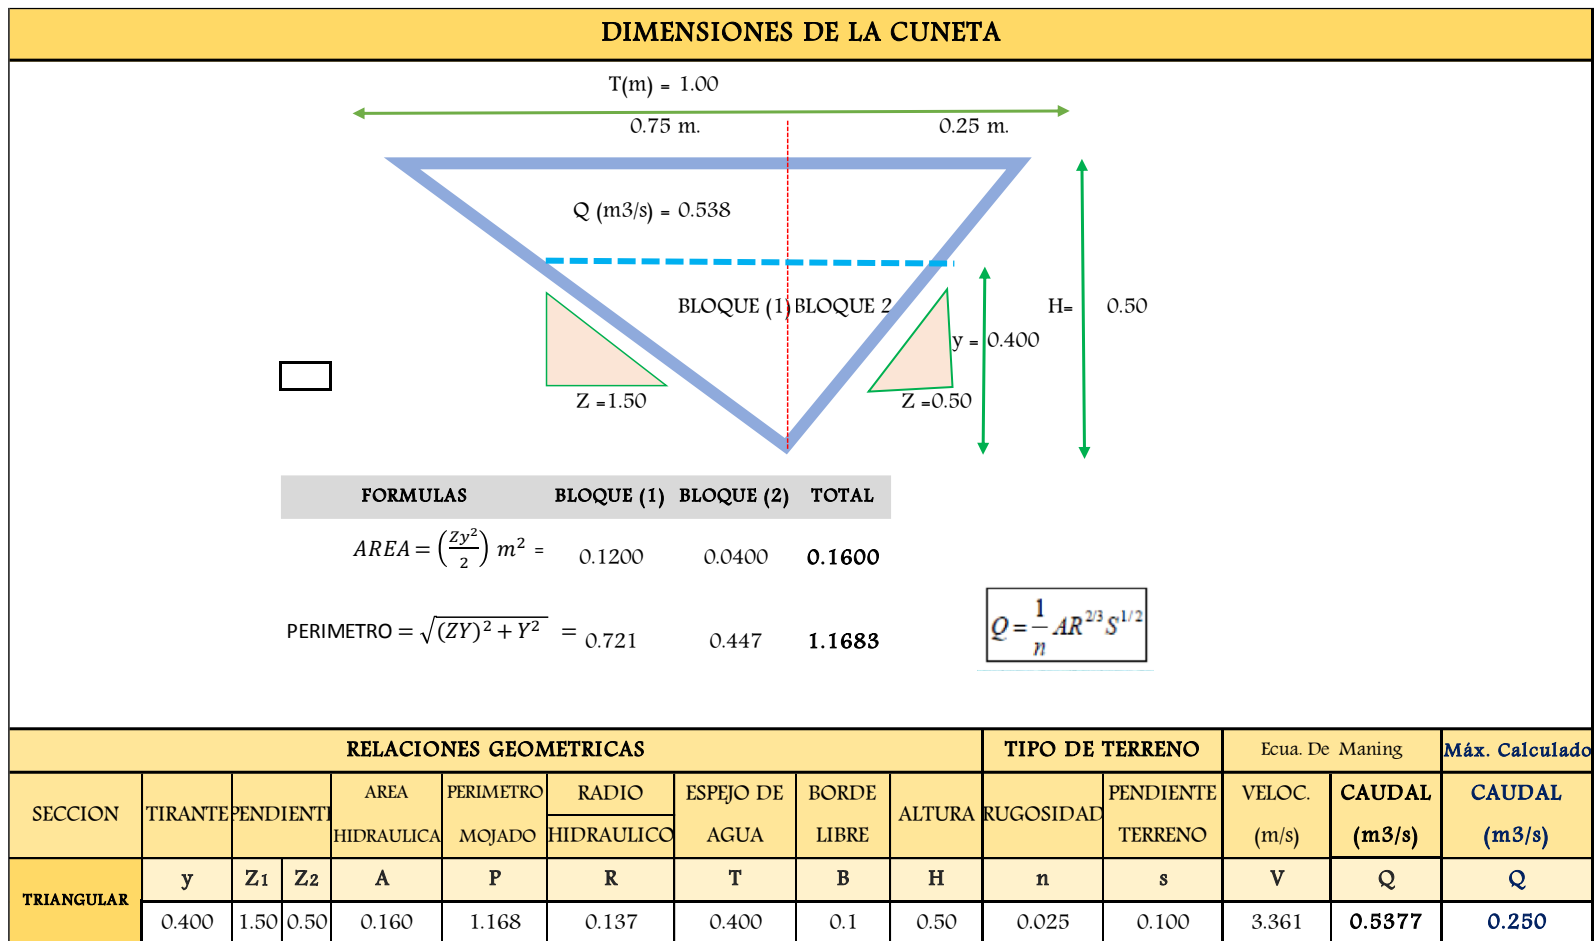 DIMENSIONES DE LA CUNETA
T(m) = 1.00
0.75 m. 0.25 m.
Q (m3/s) = 0.538
BLOQUE (1) BLOQUE 2
H= 0.50
y = 0.400
Z =1.50 Z =0.50
FORMULAS BLOQUE (1) BLOQUE (2) TOTAL
AREA = (Zy²/2) m² = 0.1200 0.0400 0.1600
PERIMETRO = √((ZY)² + Y²) = 0.721 0.447 1.1683
Q = 1/n AR^2/3 S^1/2
RELACIONES GEOMETRICAS TIPO DE TERRENO Ecua. De Maning Máx. Calculado
SECCION TIRANTE PENDIENTE AREA HIDRAULICA PERIMETRO MOJADO RADIO HIDRAULICO ESPEJO DE AGUA BORDE LIBRE ALTURA RUGOSIDAD PENDIENTE TERRENO VELOC. (m/s) CAUDAL (m3/s) CAUDAL (m3/s)
TRIANGULAR y Z1 Z2 A P R T B H n s V Q Q
0.400 1.50 0.50 0.160 1.168 0.137 0.400 0.1 0.50 0.025 0.100 3.361 0.5377 0.250